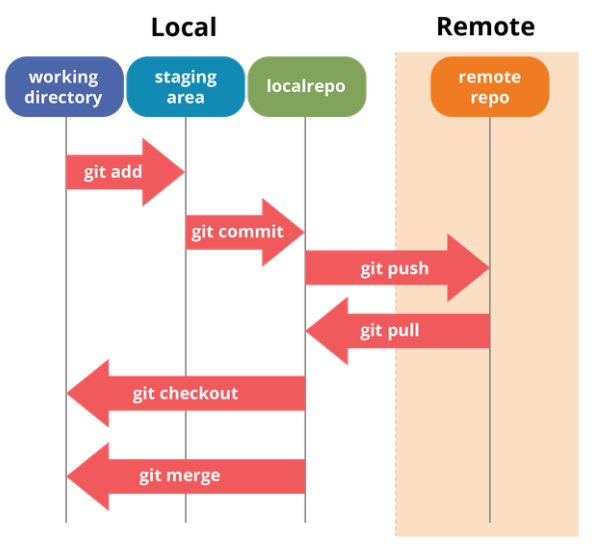 Local
Remote
working
directory
staging
area
localrepo
remote
repo
git add
git commit
git push
git pull
git checkout
git merge